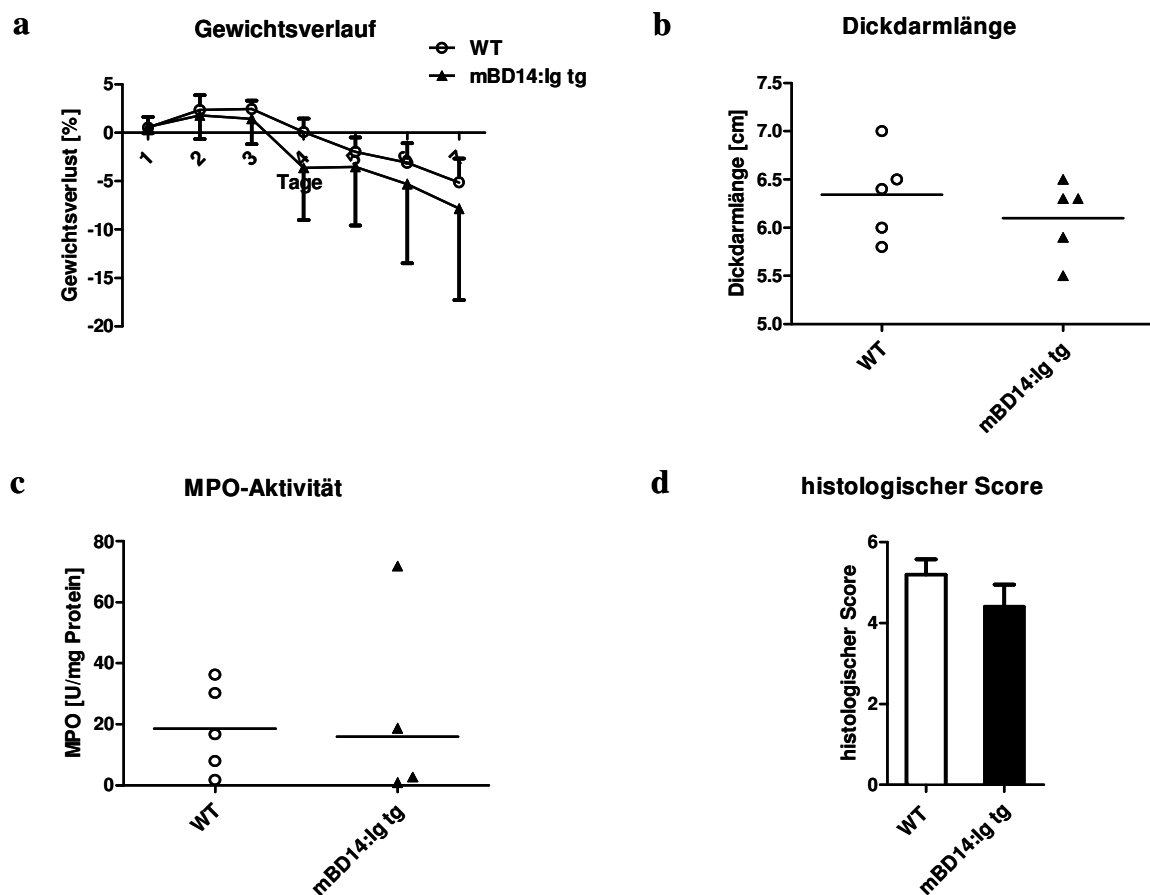 a
Gewichtsverlauf
WT
mBD14:Ig tg
Gewichtsverlust [%]
5
0
-5
-10
-15
-20
1
2
3
4
7
Tage
b
Dickdarmlänge
Dickdarmlänge [cm]
7.5
7.0
6.5
6.0
5.5
5.0
WT
mBD14:Ig tg
c
MPO-Aktivität
MPO [U/mg Protein]
80
60
40
20
0
WT
mBD14:Ig tg
d
histologischer Score
histologischer Score
6
4
2
0
WT
mBD14:Ig tg